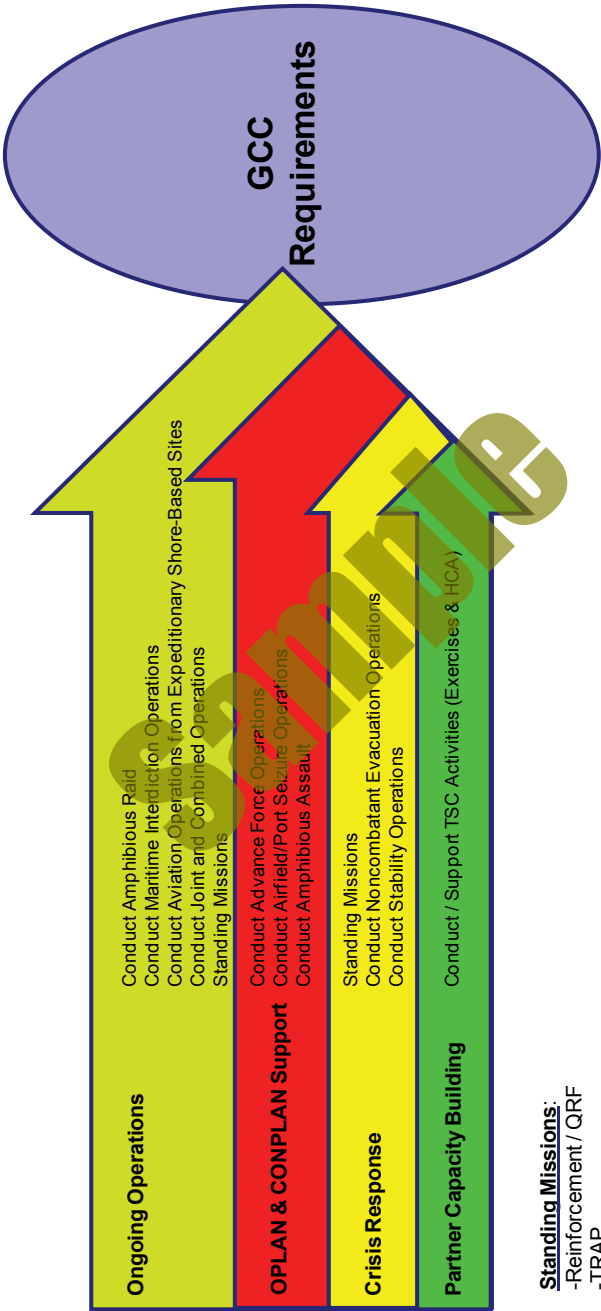 GCC
Requirements
Ongoing Operations
Conduct Amphibious Raid
Conduct Maritime Interdiction Operations
Conduct Aviation Operations from Expeditionary Shore-Based Sites
Conduct Joint and Combined Operations
Standing Missions
OPLAN & CONPLAN Support
Conduct Advance Force Operations
Conduct Airfield/Port Seizure Operations
Conduct Amphibious Assault
Crisis Response
Standing Missions
Conduct Noncombatant Evacuation Operations
Conduct Stability Operations
Partner Capacity Building
Conduct / Support TSC Activities (Exercises & HCA)
Sample
Standing Missions:
-Reinforcement / QRF
-TRAP